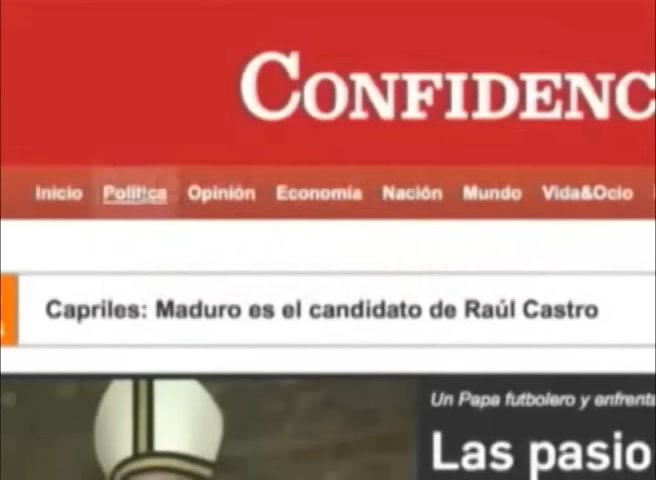 CONFIDENC
Inicio Política Opinión Economía Nación Mundo Vida&Ocio
Capriles: Maduro es el candidato de Raúl Castro
Un Papa futbolero y enfrent
Las pasio